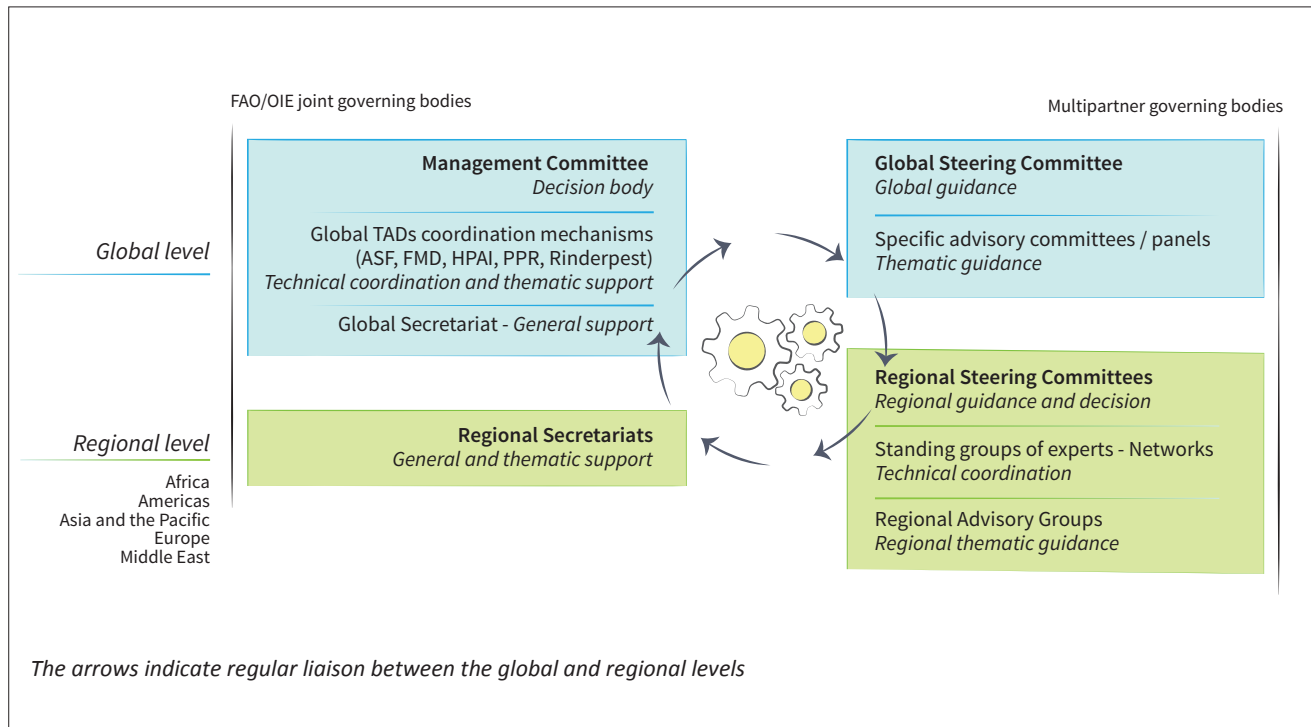 FAO/OIE joint governing bodies
Multipartner governing bodies
Global level
Management Committee
Decision body
Global TADs coordination mechanisms
(ASF, FMD, HPAI, PPR, Rinderpest)
Technical coordination and thematic support
Global Secretariat - General support
Global Steering Committee
Global guidance
Specific advisory committees / panels
Thematic guidance
Regional level
Africa
Americas
Asia and the Pacific
Europe
Middle East
Regional Secretariats
General and thematic support
Regional Steering Committees
Regional guidance and decision
Standing groups of experts - Networks
Technical coordination
Regional Advisory Groups
Regional thematic guidance
The arrows indicate regular liaison between the global and regional levels